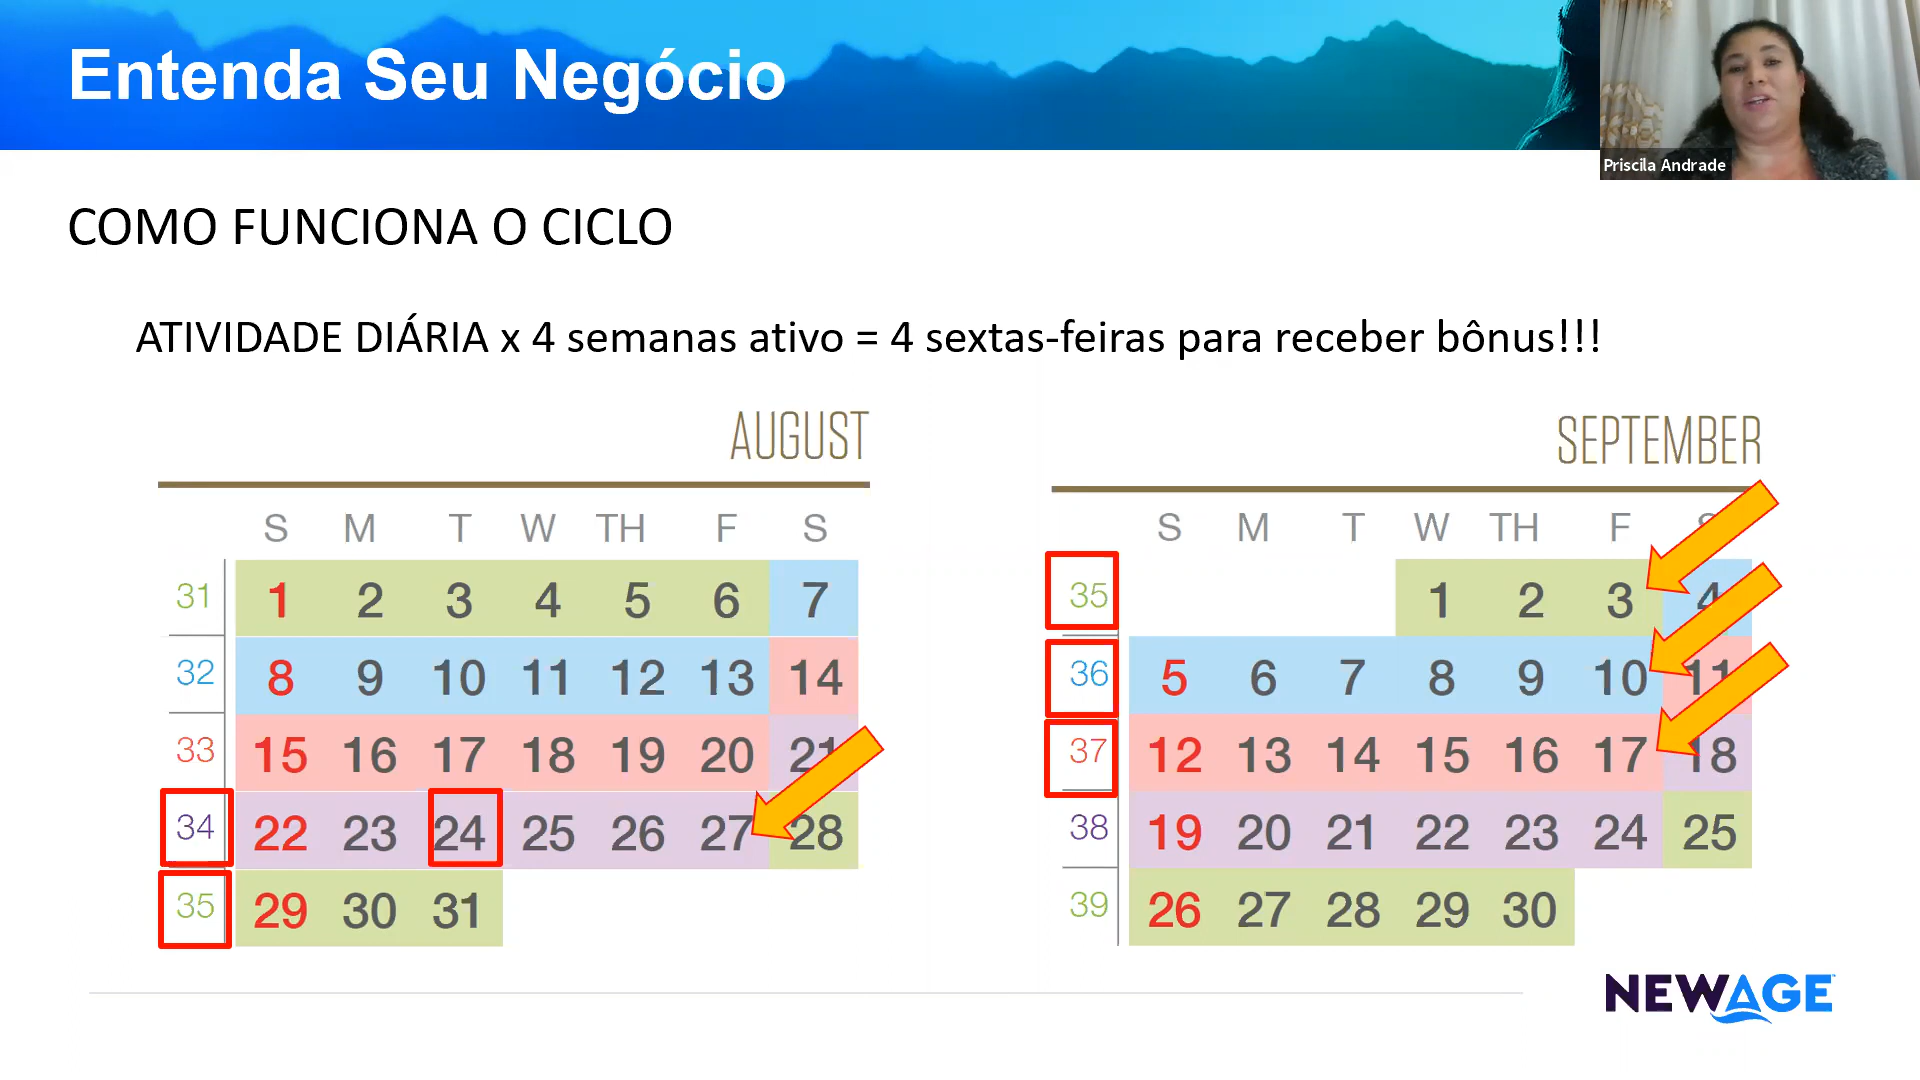 Entenda Seu Negócio
Priscila Andrade
COMO FUNCIONA O CICLO
ATIVIDADE DIÁRIA x 4 semanas ativo = 4 sextas-feiras para receber bônus!!!
AUGUST
S M T W TH F S
31 1 2 3 4 5 6 7
32 8 9 10 11 12 13 14
33 15 16 17 18 19 20 21
34 22 23 24 25 26 27 28
35 29 30 31
SEPTEMBER
S M T W TH F S
35 1 2 3 4
36 5 6 7 8 9 10 11
37 12 13 14 15 16 17 18
38 19 20 21 22 23 24 25
39 26 27 28 29 30
NEWAGE